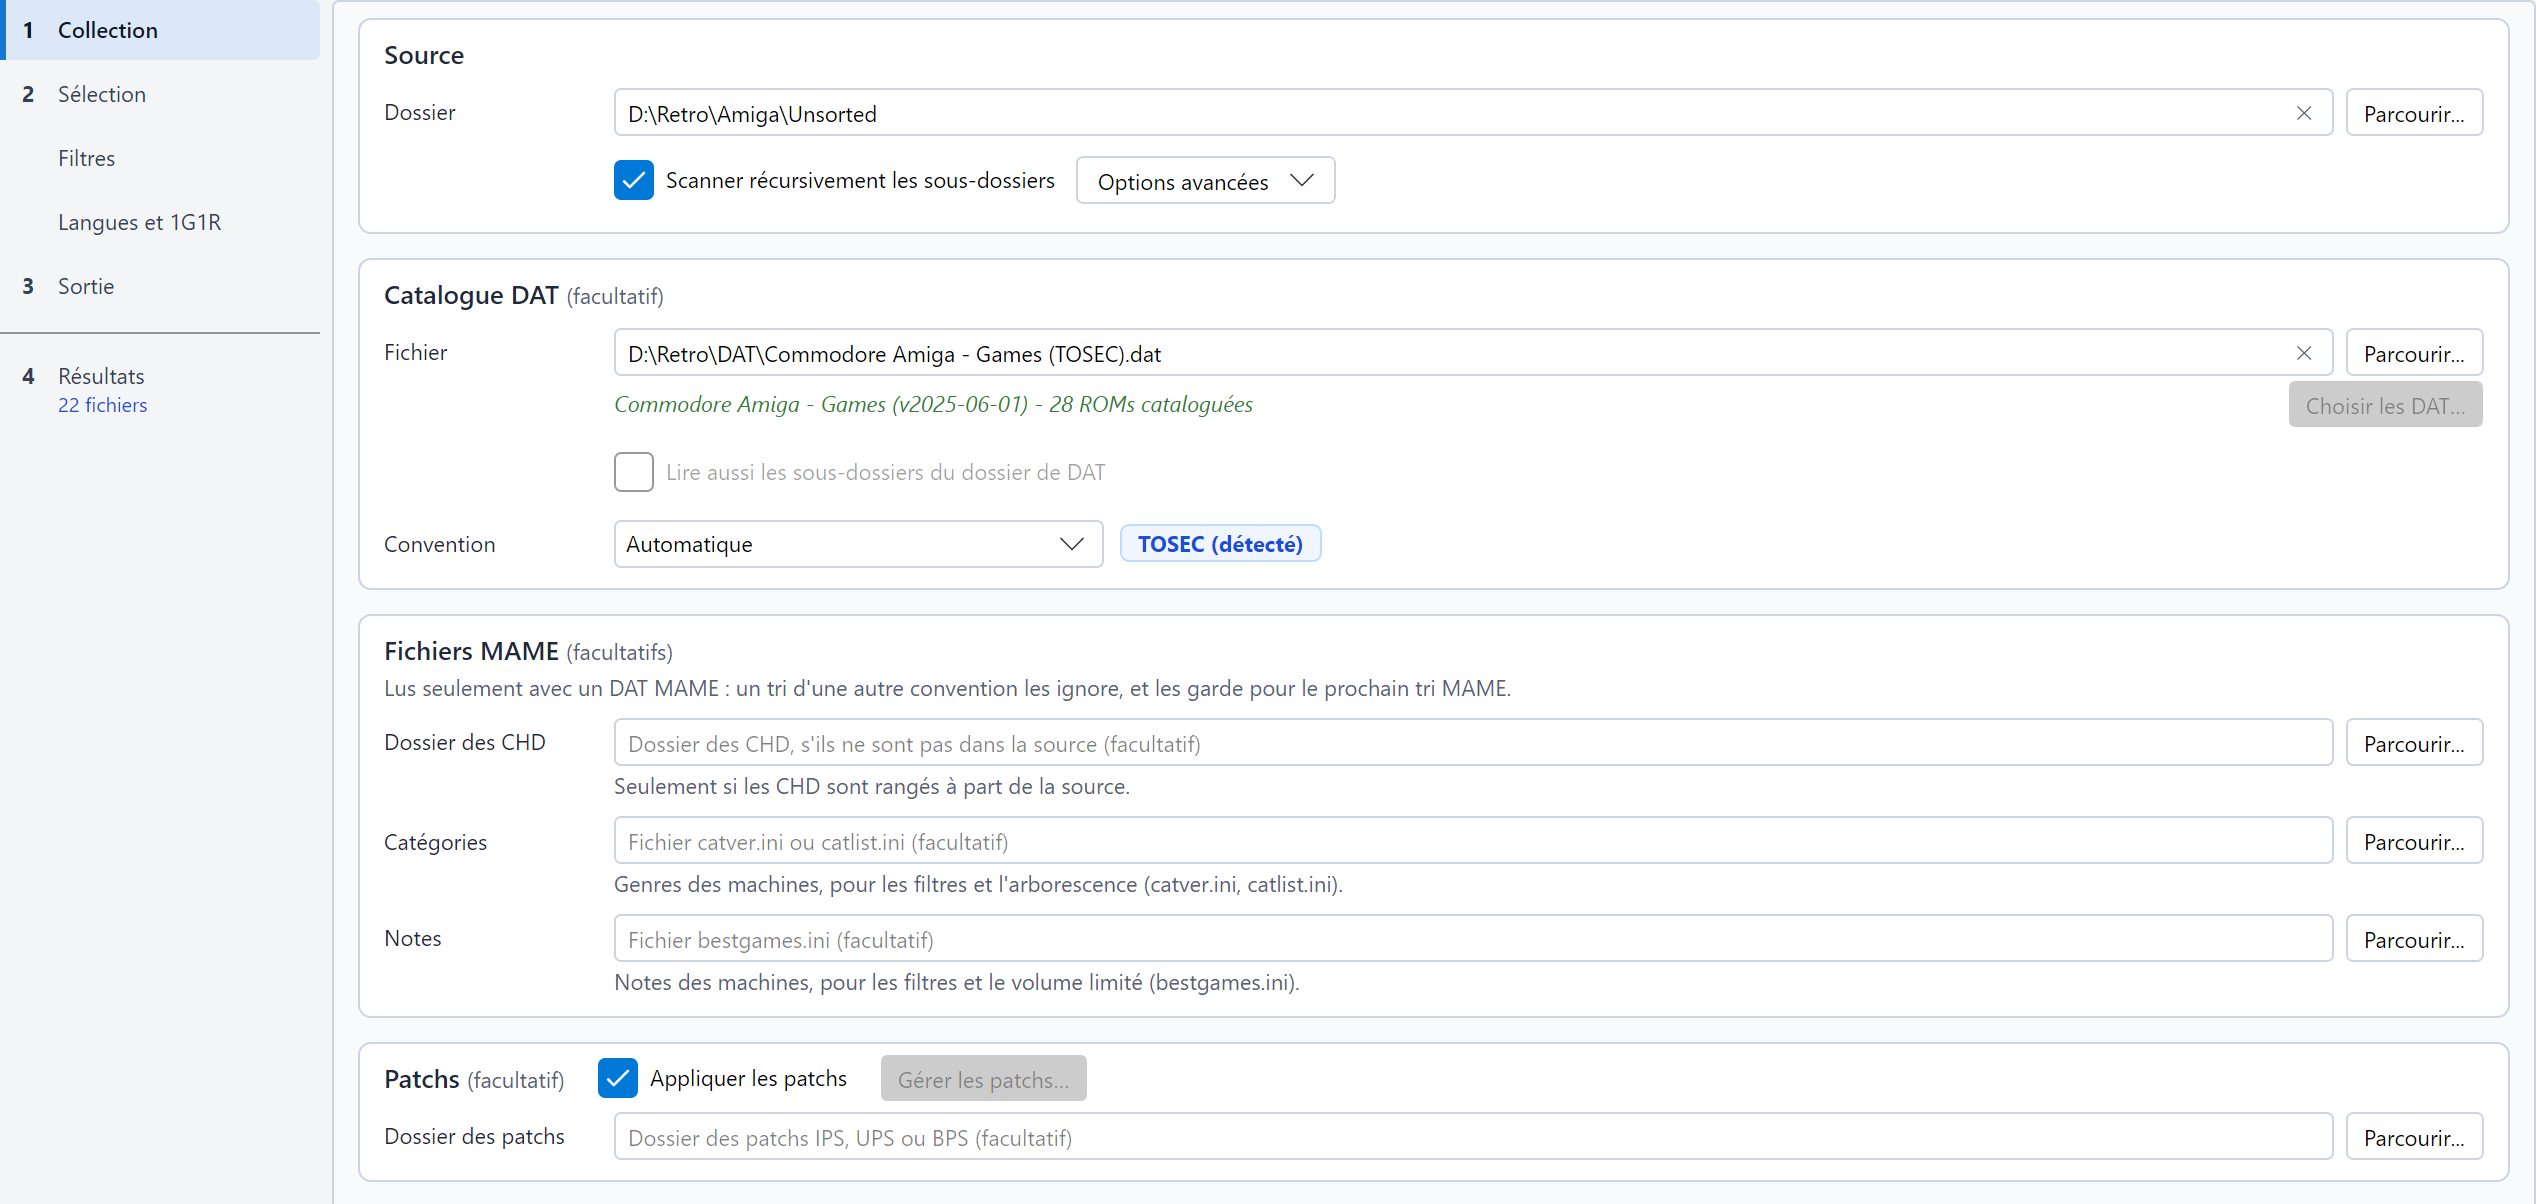 1 Collection
2 Sélection
Filtres
Langues et 1G1R
3 Sortie
4 Résultats
22 fichiers
Source
Dossier D:\Retro\Amiga\Unsorted Parcourir...
Scanner récursivement les sous-dossiers Options avancées
Catalogue DAT (facultatif)
Fichier D:\Retro\DAT\Commodore Amiga - Games (TOSEC).dat Parcourir...
Commodore Amiga - Games (v2025-06-01) - 28 ROMs cataloguées Choisir les DAT...
Lire aussi les sous-dossiers du dossier de DAT
Convention Automatique TOSEC (détecté)
Fichiers MAME (facultatifs)
Lus seulement avec un DAT MAME : un tri d'une autre convention les ignore, et les garde pour le prochain tri MAME.
Dossier des CHD Dossier des CHD, s'ils ne sont pas dans la source (facultatif) Parcourir...
Seulement si les CHD sont rangés à part de la source.
Catégories Fichier catver.ini ou catlist.ini (facultatif) Parcourir...
Genres des machines, pour les filtres et l'arborescence (catver.ini, catlist.ini).
Notes Fichier bestgames.ini (facultatif) Parcourir...
Notes des machines, pour les filtres et le volume limité (bestgames.ini).
Patchs (facultatif) Appliquer les patchs Gérer les patchs...
Dossier des patchs Dossier des patchs IPS, UPS ou BPS (facultatif) Parcourir...